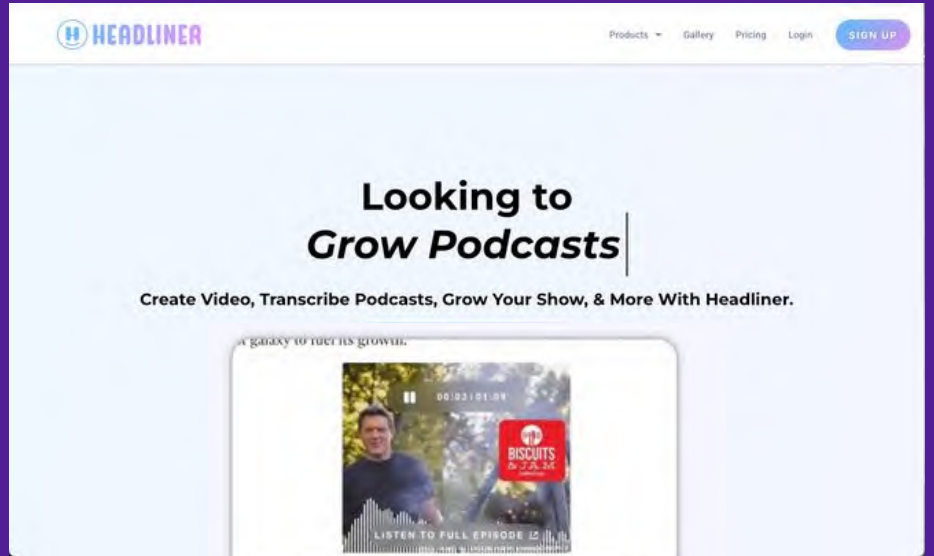 HEADLINER
Products Gallery Pricing Login SIGN UP
Looking to
Grow Podcasts
Create Video, Transcribe Podcasts, Grow Your Show, & More With Headliner.
a galaxy to fuel its growth.
00:03 | 01:09
BISCUITS
& JAM
LISTEN TO FULL EPISODE